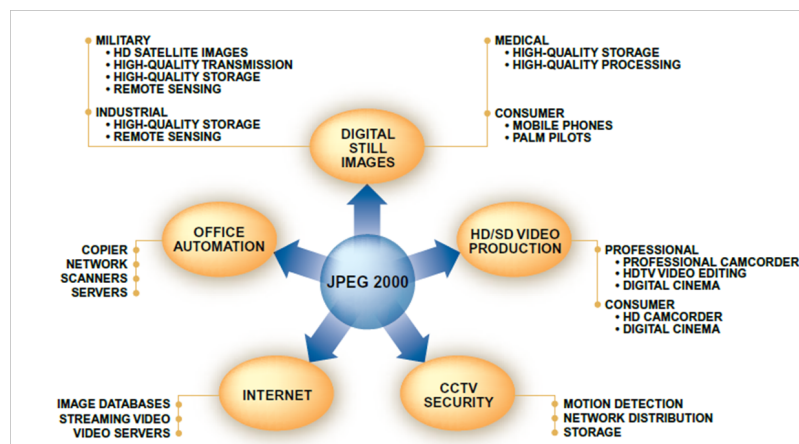 MILITARY
• HD SATELLITE IMAGES
• HIGH-QUALITY TRANSMISSION
• HIGH-QUALITY STORAGE
• REMOTE SENSING
INDUSTRIAL
• HIGH-QUALITY STORAGE
• REMOTE SENSING
MEDICAL
• HIGH-QUALITY STORAGE
• HIGH-QUALITY PROCESSING
CONSUMER
• MOBILE PHONES
• PALM PILOTS
DIGITAL
STILL
IMAGES
OFFICE
AUTOMATION
COPIER
NETWORK
SCANNERS
SERVERS
HD/SD VIDEO
PRODUCTION
PROFESSIONAL
• PROFESSIONAL CAMCORDER
• HDTV VIDEO EDITING
• DIGITAL CINEMA
CONSUMER
• HD CAMCORDER
• DIGITAL CINEMA
JPEG 2000
INTERNET
IMAGE DATABASES
STREAMING VIDEO
VIDEO SERVERS
CCTV
SECURITY
MOTION DETECTION
NETWORK DISTRIBUTION
STORAGE